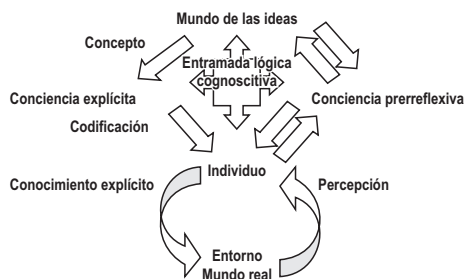 Mundo de las ideas
Concepto
Entramada lógica
cognoscitiva
Conciencia explícita
Conciencia prerreflexiva
Codificación
Individuo
Conocimiento explícito
Percepción
Entorno
Mundo real